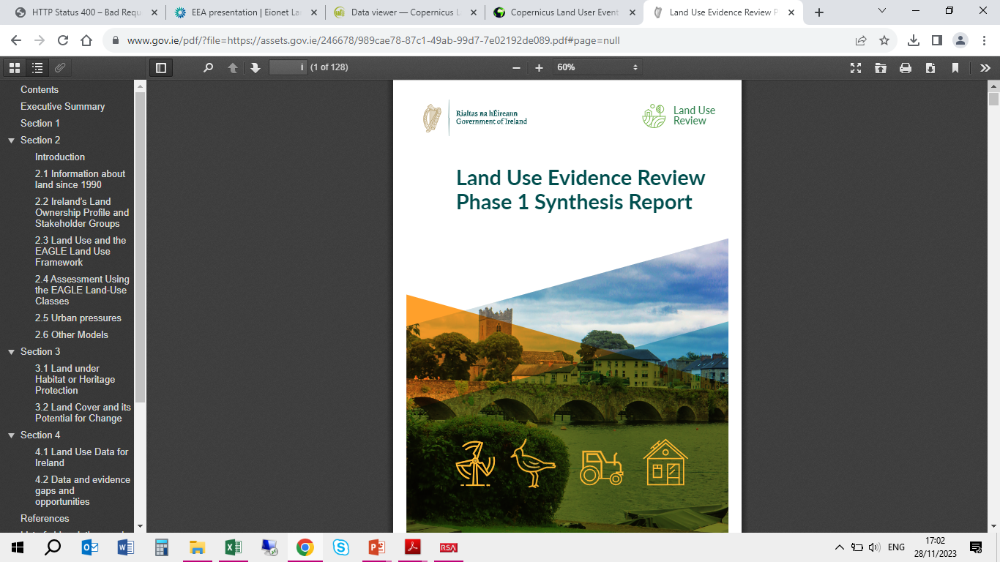 HTTP Status 400 – Bad Requ
EEA presentation | Eionet La
Data viewer — Copernicus L
Copernicus Land User Event
Land Use Evidence Review P
www.gov.ie/pdf/?file=https://assets.gov.ie/246678/989cae78-87c1-49ab-99d7-7e02192de089.pdf#page=null
i (1 of 128)
60%
Contents
Executive Summary
Section 1
Section 2
Introduction
2.1 Information about
land since 1990
2.2 Ireland's Land
Ownership Profile and
Stakeholder Groups
2.3 Land Use and the
EAGLE Land Use
Framework
2.4 Assessment Using
the EAGLE Land-Use
Classes
2.5 Urban pressures
2.6 Other Models
Section 3
3.1 Land under
Habitat or Heritage
Protection
3.2 Land Cover and its
Potential for Change
Section 4
4.1 Land Use Data for
Ireland
4.2 Data and evidence
gaps and
opportunities
References
Rialtas na hÉireann
Government of Ireland
Land Use
Review
Land Use Evidence Review
Phase 1 Synthesis Report
RSA
ENG
17:02
28/11/2023